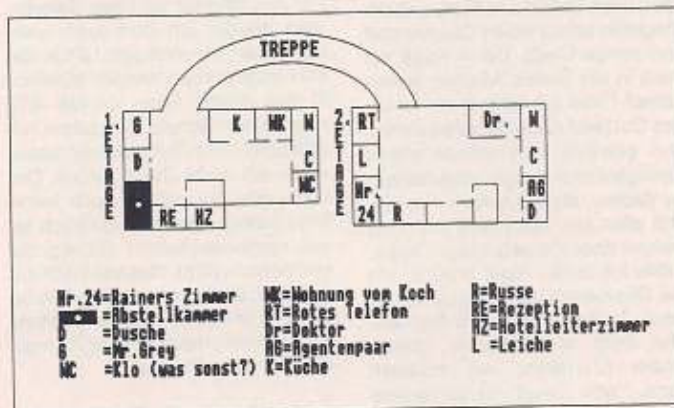 TREPPE
1. ETAGE
G K WK W
D C
WC
RE HZ
2. ETAGE
RT Dr. W
L C
Nr. AG
24 R D
Nr.24=Rainers Zimmer
=Abstellkammer
D =Dusche
G =Mr.Grey
WC =Klo (was sonst?)
WK=Wohnung vom Koch
RT=Rotes Telefon
Dr=Doktor
AG=Agentenpaar
K=Küche
R=Russe
RE=Rezeption
HZ=Hotelleiterzimmer
L =Leiche